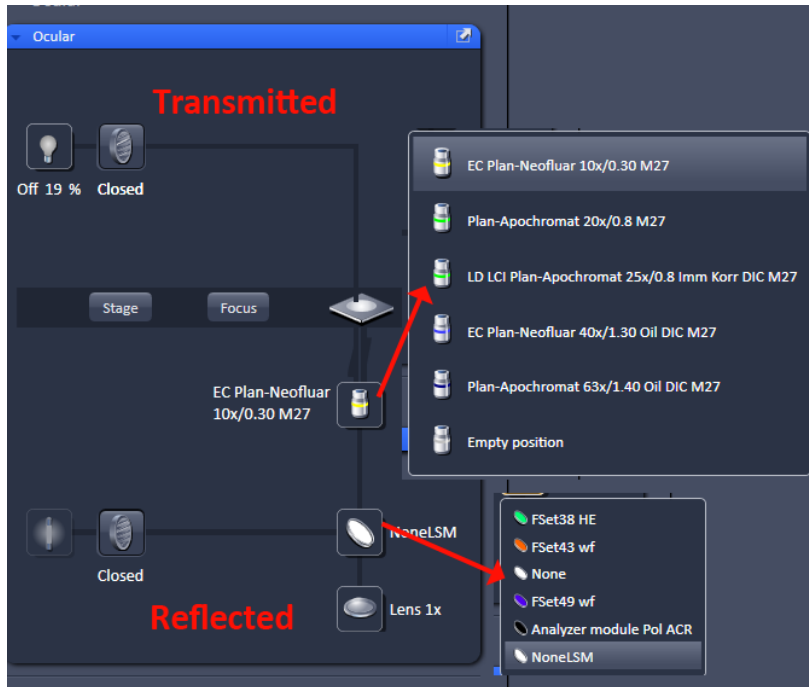 Ocular
Transmitted
Off 19 %
Closed
EC Plan-Neofluar 10x/0.30 M27
Plan-Apochromat 20x/0.8 M27
LD LCI Plan-Apochromat 25x/0.8 Imm Korr DIC M27
EC Plan-Neofluar 40x/1.30 Oil DIC M27
Plan-Apochromat 63x/1.40 Oil DIC M27
Empty position
Stage
Focus
EC Plan-Neofluar
10x/0.30 M27
NoneLSM
Closed
Reflected
Lens 1x
FSet38 HE
FSet43 wf
None
FSet49 wf
Analyzer module Pol ACR
NoneLSM